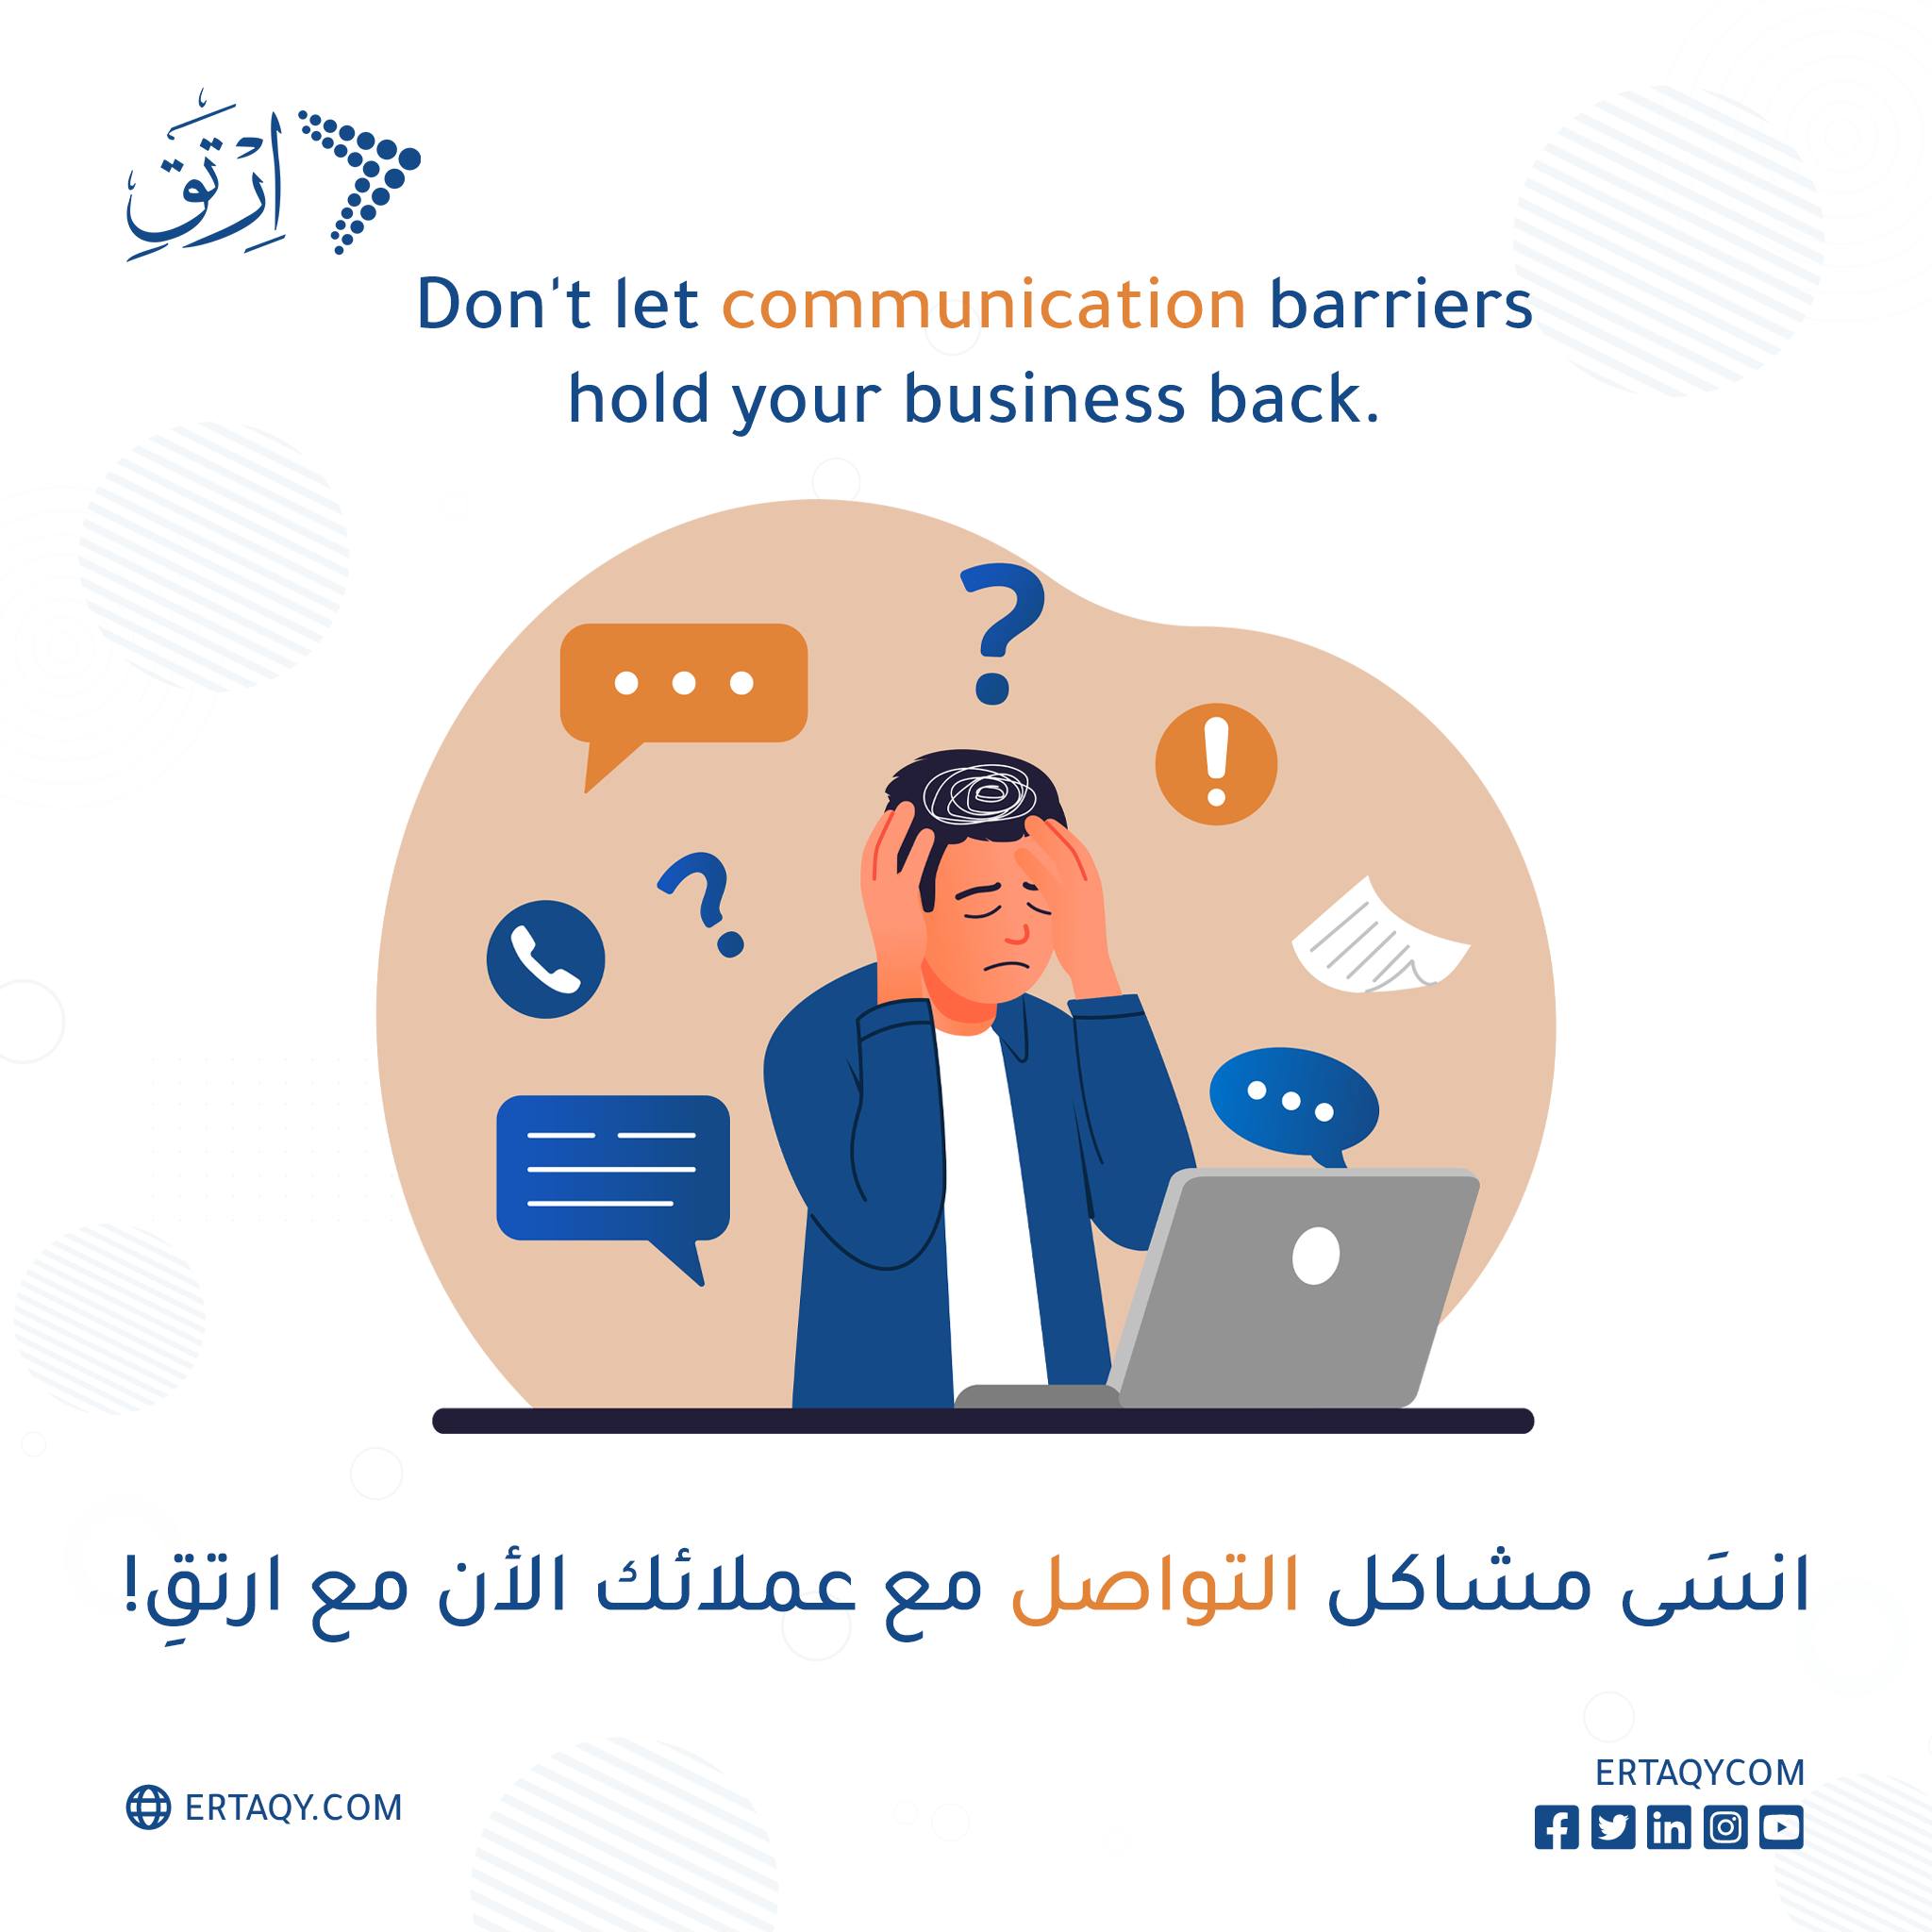 اِرْتَقِ
Don't let communication barriers
hold your business back.
انسَى مشاكل التواصل مع عملائك الأن مع ارتقِ!
ERTAQY.COM
ERTAQYCOM